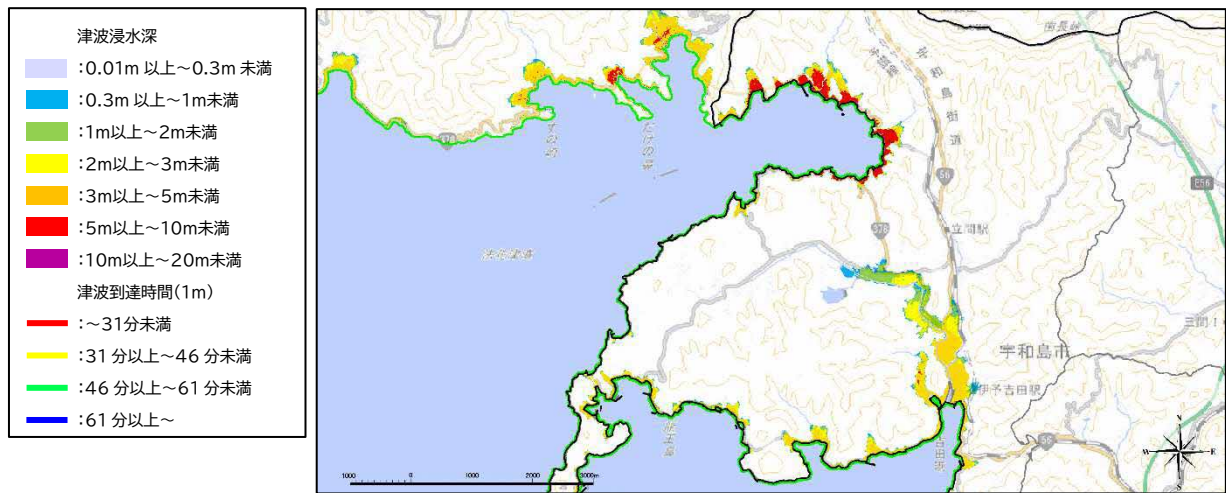 津波浸水深
:0.01m 以上～0.3m 未満
:0.3m 以上～1m未満
:1m以上～2m未満
:2m以上～3m未満
:3m以上～5m未満
:5m以上～10m未満
:10m以上～20m未満
津波到達時間(1m)
:～31分未満
:31 分以上～46 分未満
:46 分以上～61 分未満
:61 分以上～
宇和島街道
378
56
E56
378
立間駅
三間
宇和島市
伊予吉田駅
56
1000
0
1000
2000
3000m
N
W
E
S